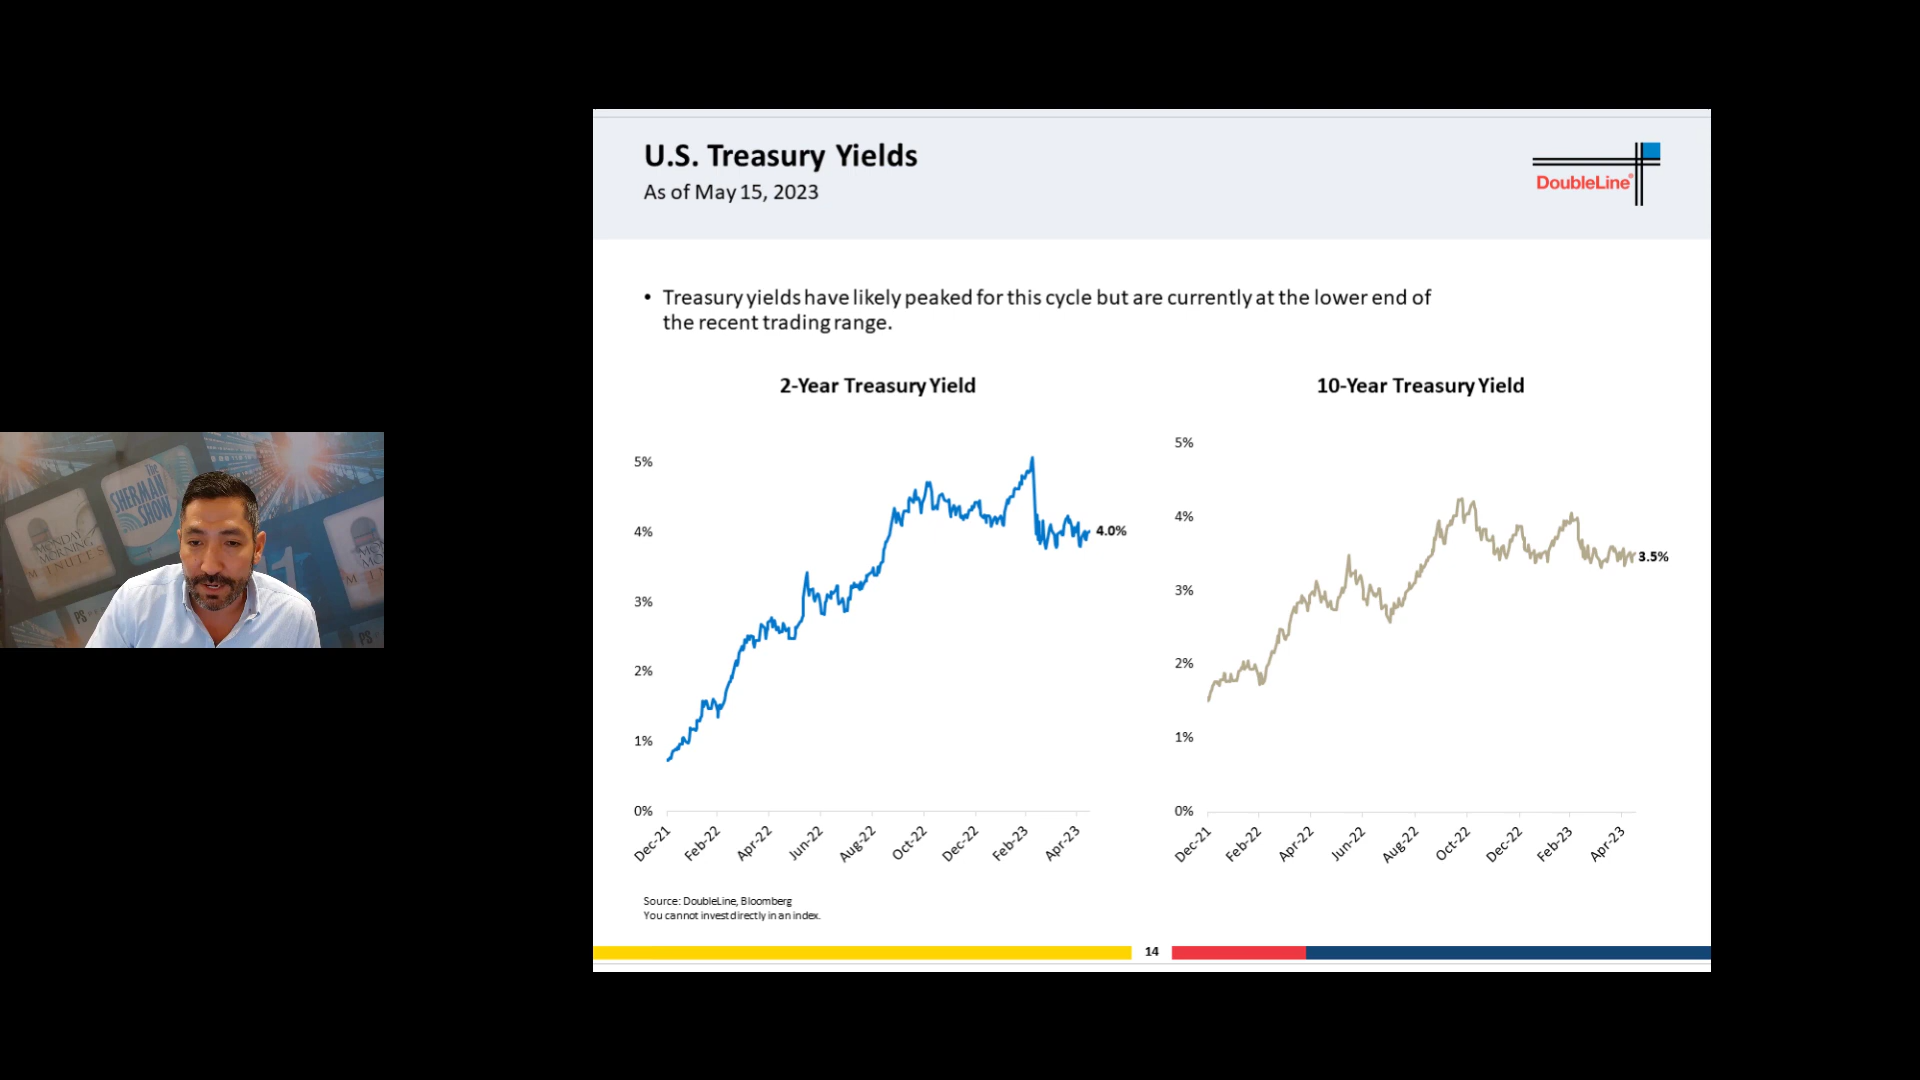 U.S. Treasury Yields
As of May 15, 2023
DoubleLine®
• Treasury yields have likely peaked for this cycle but are currently at the lower end of
the recent trading range.
2-Year Treasury Yield
5%
4%
3%
2%
1%
0%
4.0%
Dec-21 Feb-22 Apr-22 Jun-22 Aug-22 Oct-22 Dec-22 Feb-23 Apr-23
10-Year Treasury Yield
5%
4%
3%
2%
1%
0%
3.5%
Dec-21 Feb-22 Apr-22 Jun-22 Aug-22 Oct-22 Dec-22 Feb-23 Apr-23
Source: DoubleLine, Bloomberg
You cannot invest directly in an index.
14
THE
SHERMAN
SHOW
MONDAY
MORNING
MINUTES